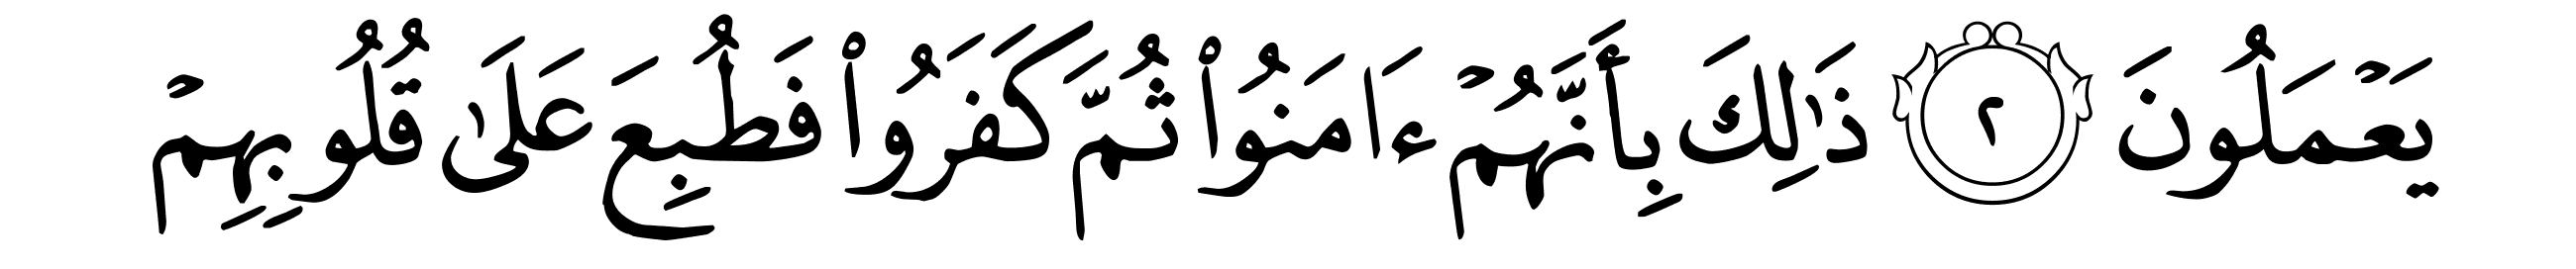 يَعۡمَلُونَ ٢ ذَٰلِكَ بِأَنَّهُمۡ ءَامَنُواْ ثُمَّ كَفَرُواْ فَطُبِعَ عَلَىٰ قُلُوبِهِمۡ